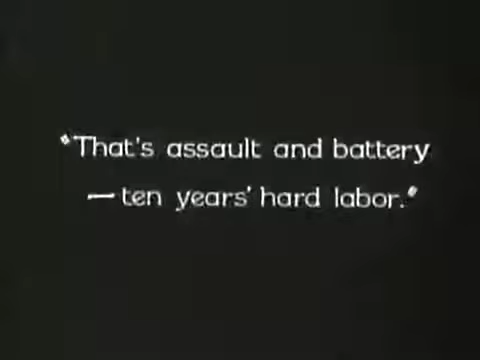 "That's assault and battery
—ten years' hard labor."